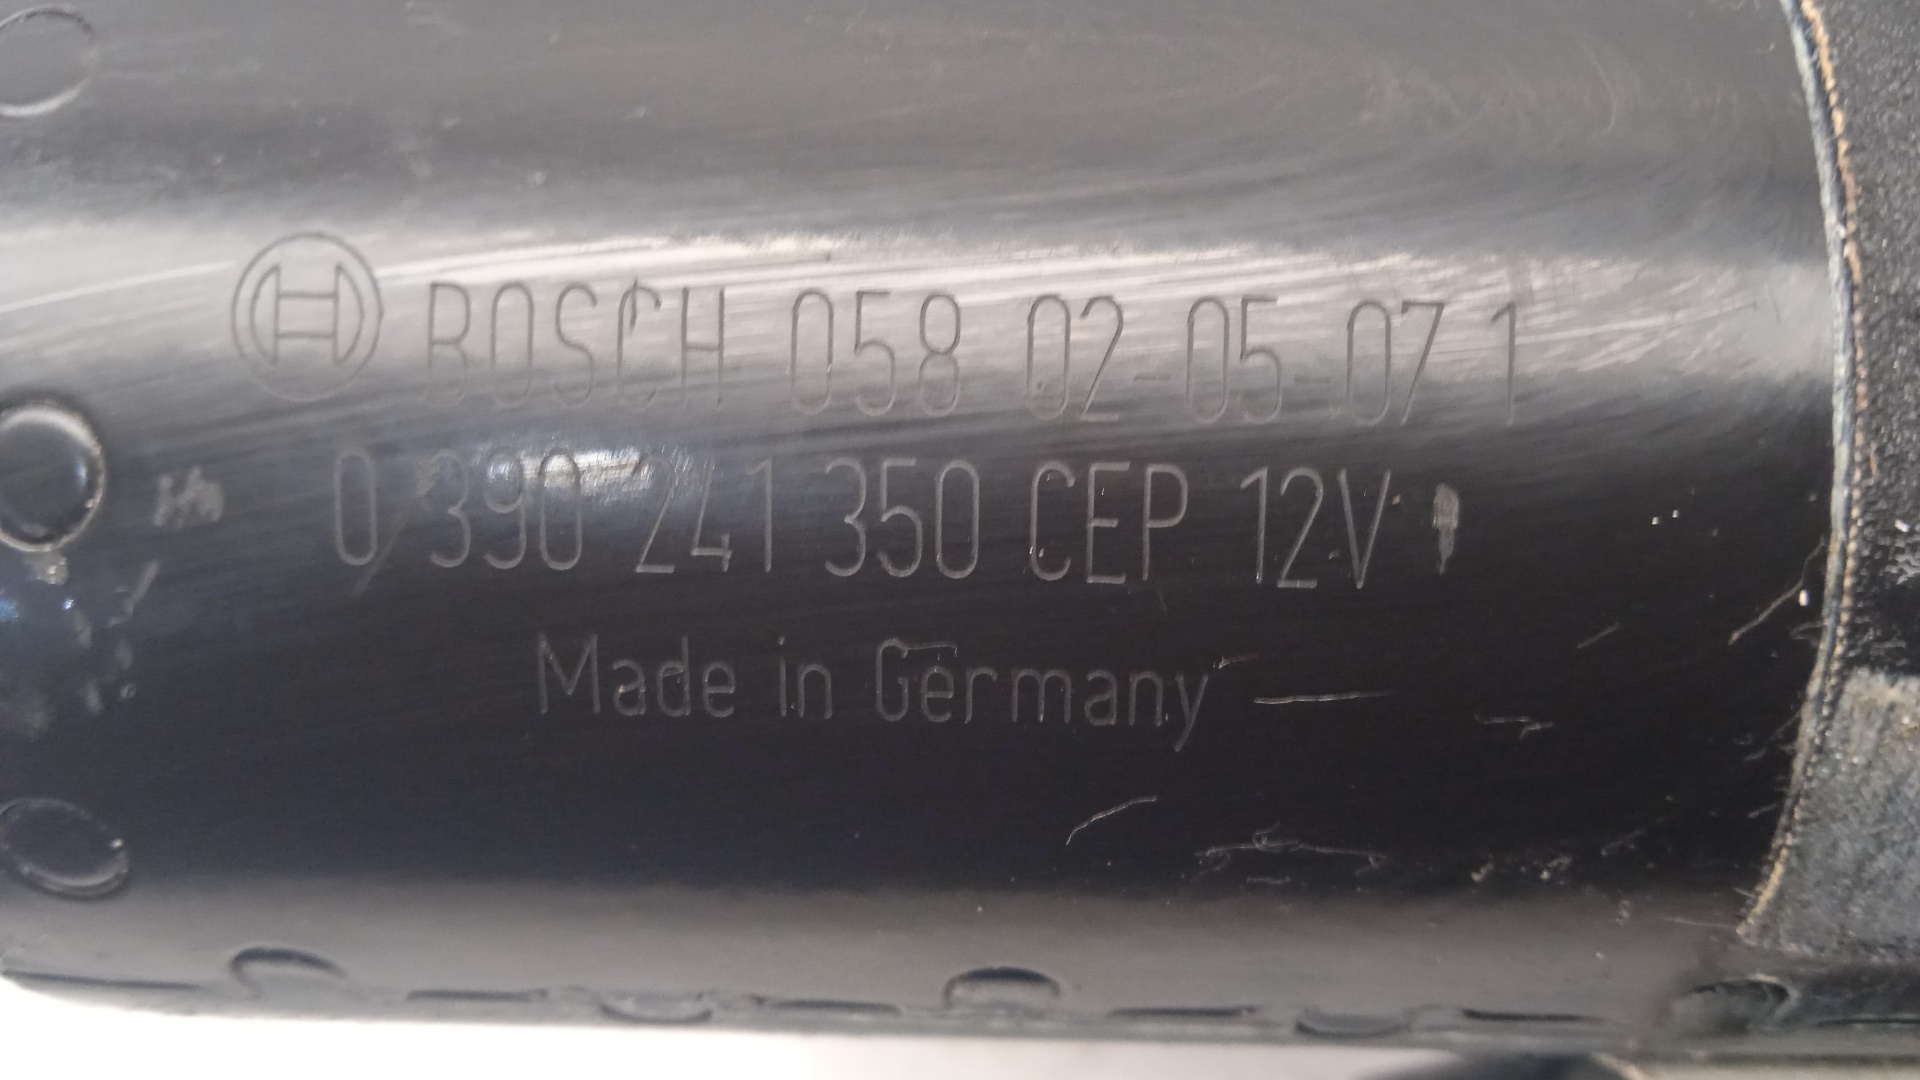 BOSCH 058 02-05-07 1
0 390 241 350 CEP 12V
Made in Germany